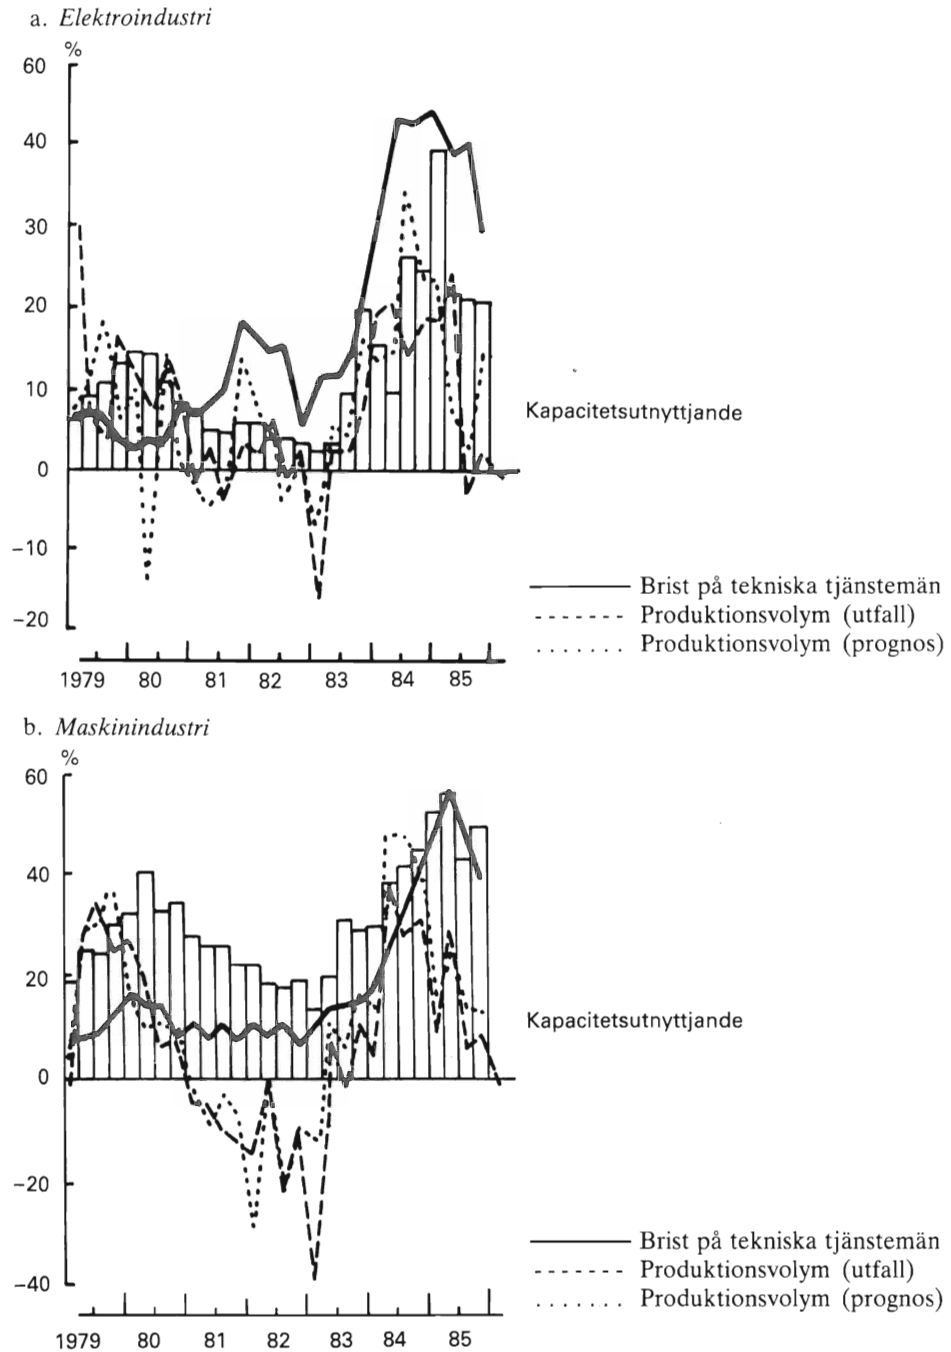 a. Elektroindustri
%
60
40
30
20
10
0
−10
−20
Kapacitetsutnyttjande
Brist på tekniska tjänstemän
Produktionsvolym (utfall)
Produktionsvolym (prognos)
1979 80 81 82 83 84 85
b. Maskinindustri
%
60
40
20
0
−20
−40
Kapacitetsutnyttjande
Brist på tekniska tjänstemän
Produktionsvolym (utfall)
Produktionsvolym (prognos)
1979 80 81 82 83 84 85